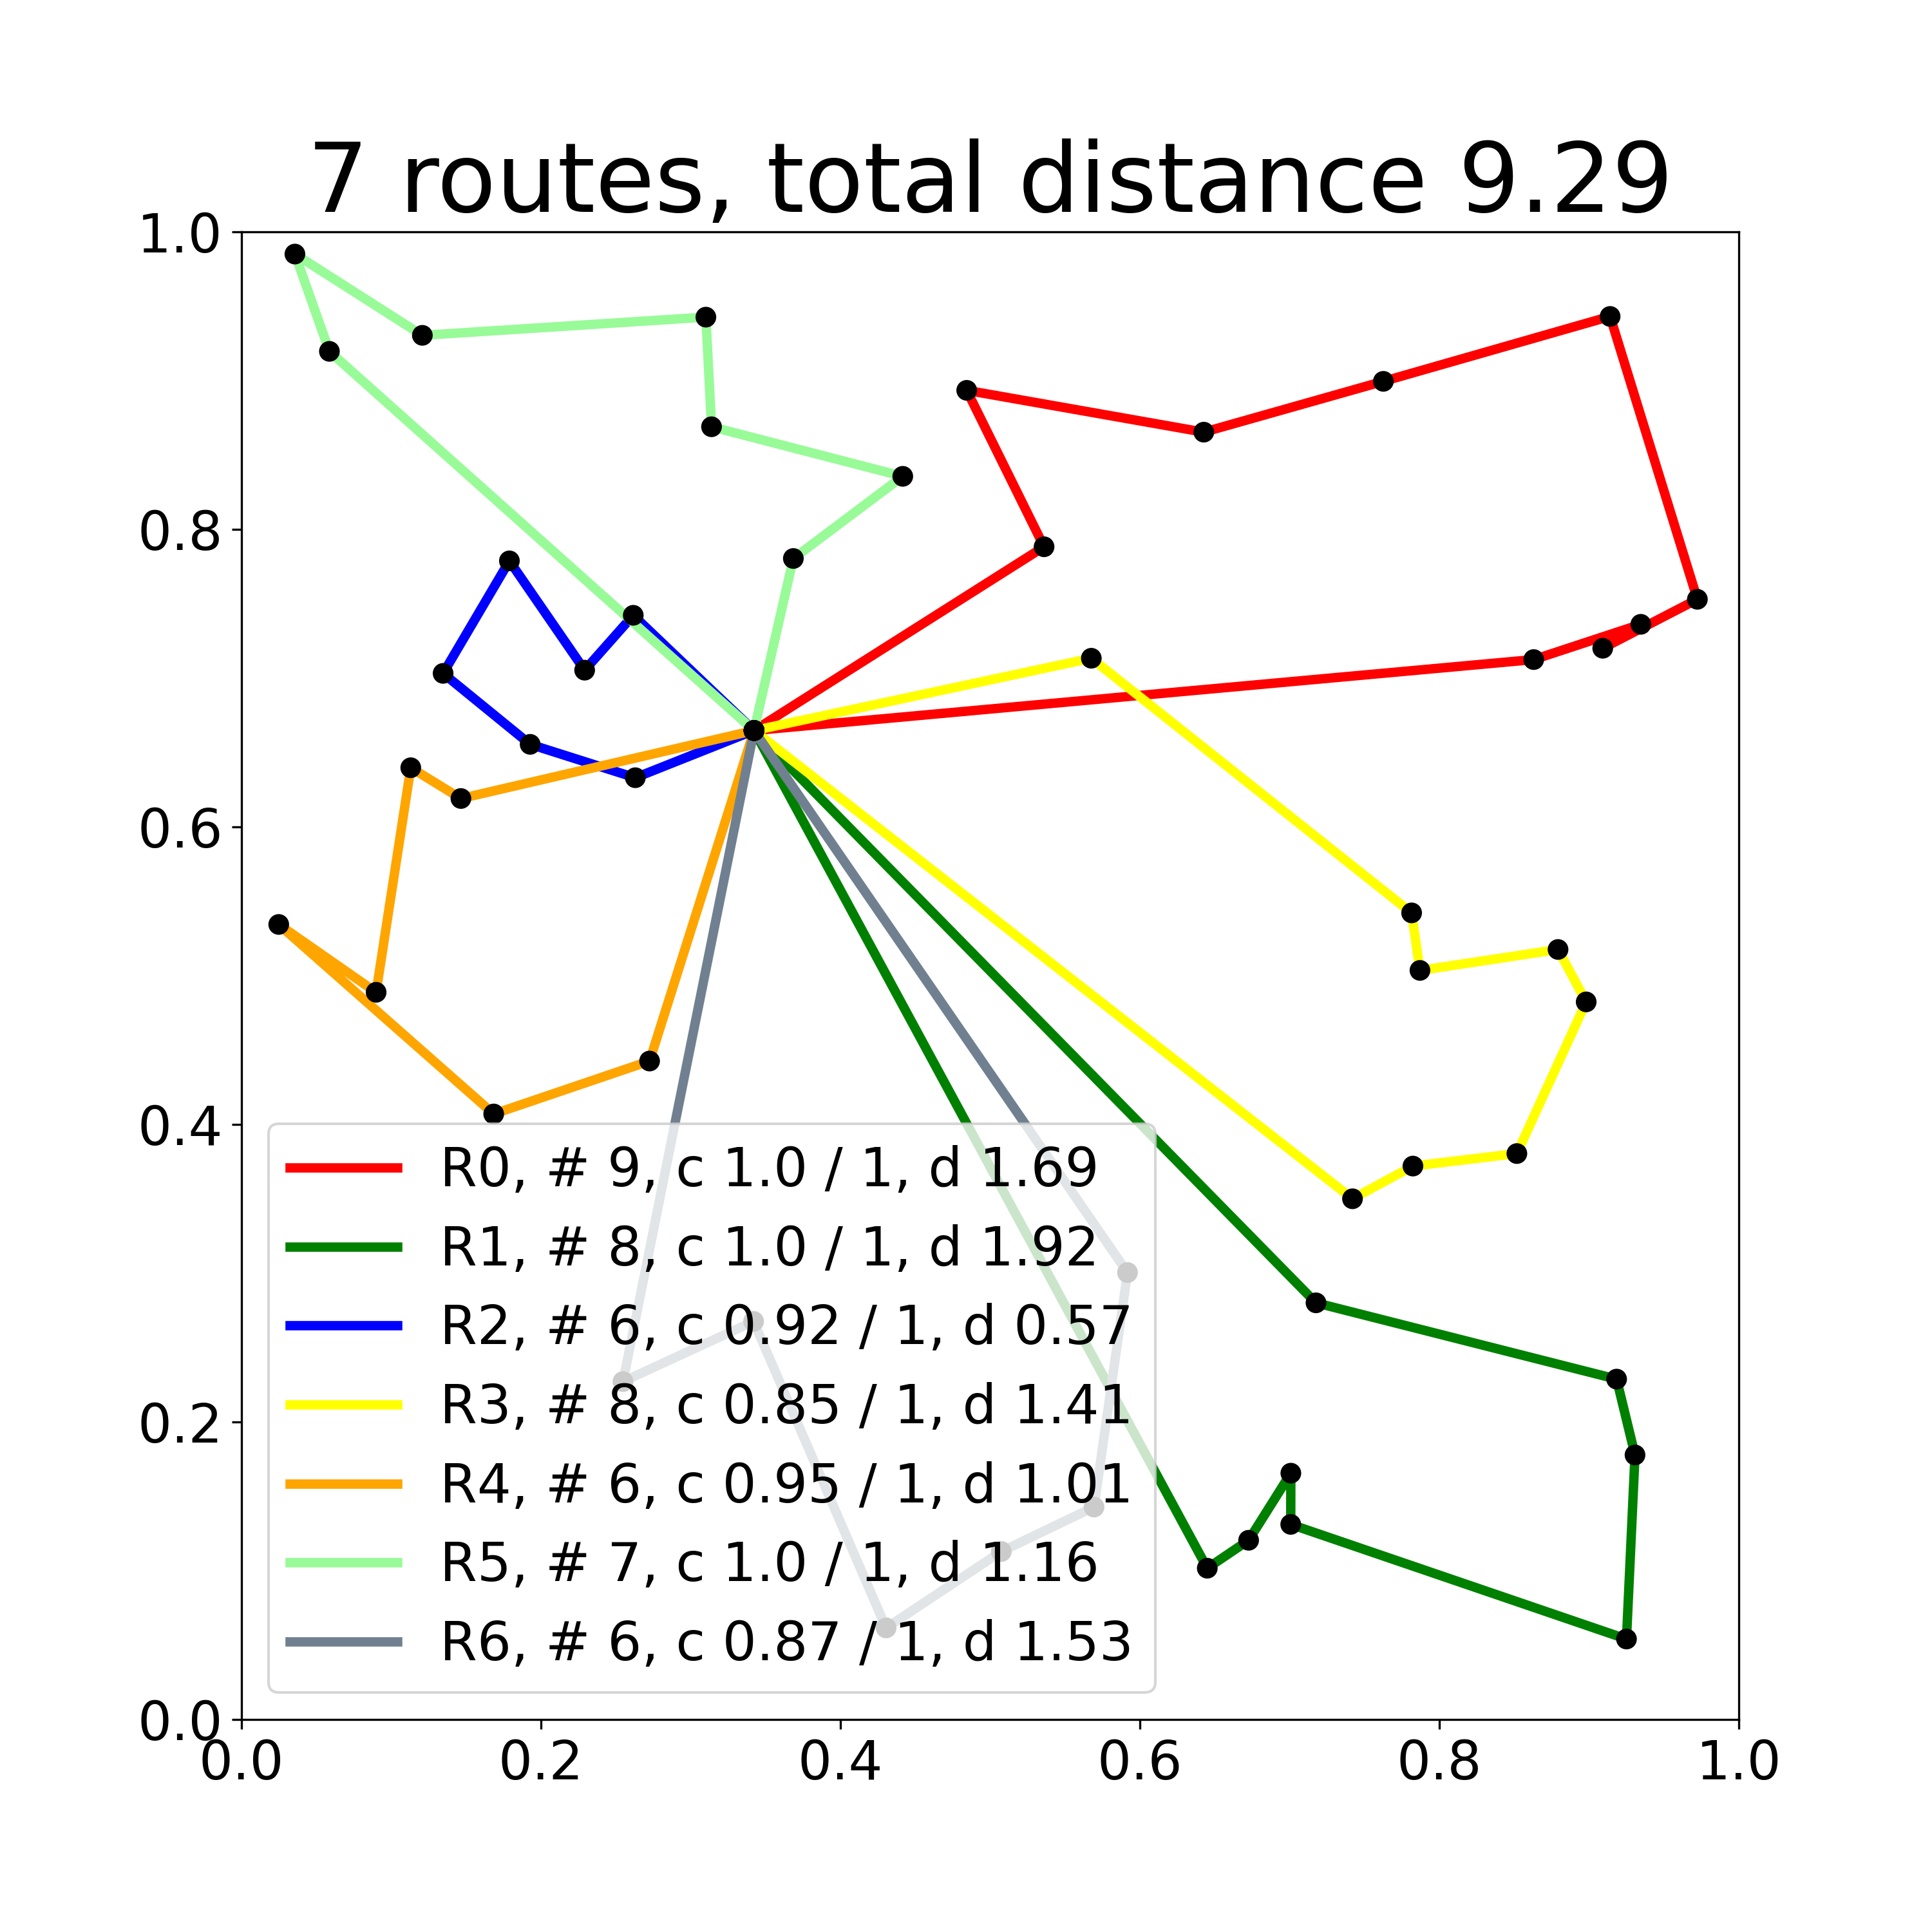 7 routes, total distance 9.29
1.0
0.8
0.6
0.4
0.2
0.0
R0, # 9, c 1.0 / 1, d 1.69
R1, # 8, c 1.0 / 1, d 1.92
R2, # 6, c 0.92 / 1, d 0.57
R3, # 8, c 0.85 / 1, d 1.41
R4, # 6, c 0.95 / 1, d 1.01
R5, # 7, c 1.0 / 1, d 1.16
R6, # 6, c 0.87 / 1, d 1.53
0.0 0.2 0.4 0.6 0.8 1.0